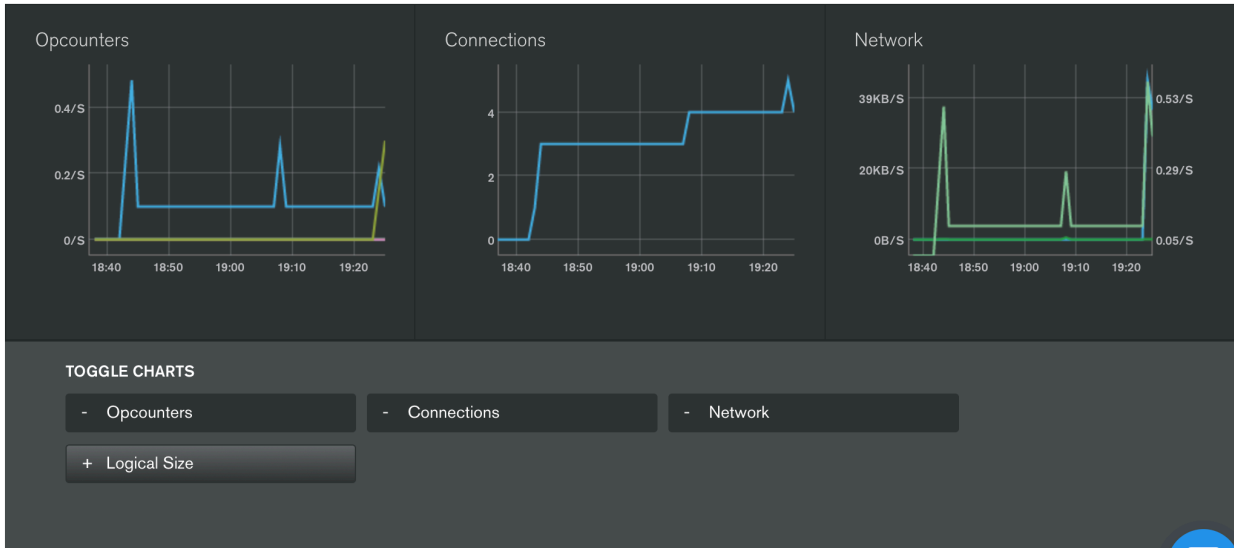 Opcounters
0.4/S
0.2/S
0/S
18:40 18:50 19:00 19:10 19:20
Connections
4
2
0
18:40 18:50 19:00 19:10 19:20
Network
39KB/S 0.53/S
20KB/S 0.29/S
0B/S 0.05/S
18:40 18:50 19:00 19:10 19:20
TOGGLE CHARTS
- Opcounters - Connections - Network
+ Logical Size